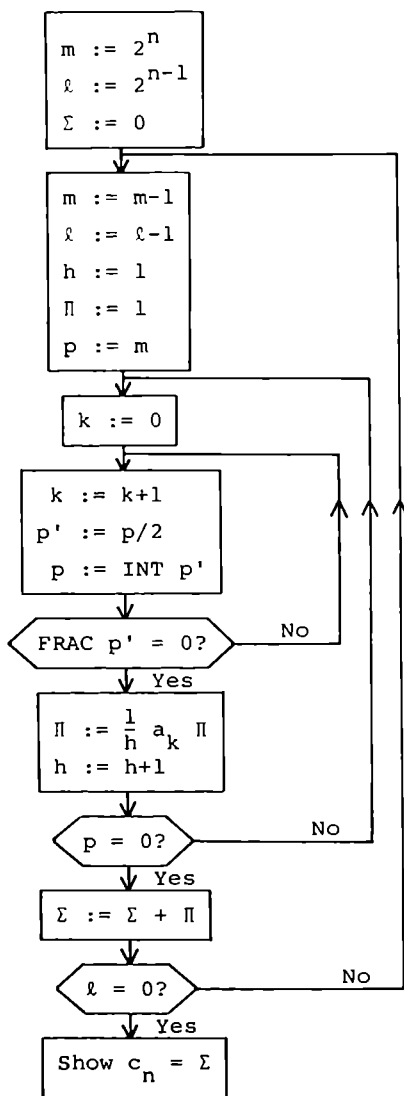 m := 2^n
ℓ := 2^{n-1}
Σ := 0
m := m-1
ℓ := ℓ-1
h := 1
Π := 1
p := m
k := 0
k := k+1
p' := p/2
p := INT p'
FRAC p' = 0?
No
Yes
Π := \frac{1}{h} a_k Π
h := h+1
p = 0?
No
Yes
Σ := Σ + Π
ℓ = 0?
No
Yes
Show c_n = Σ